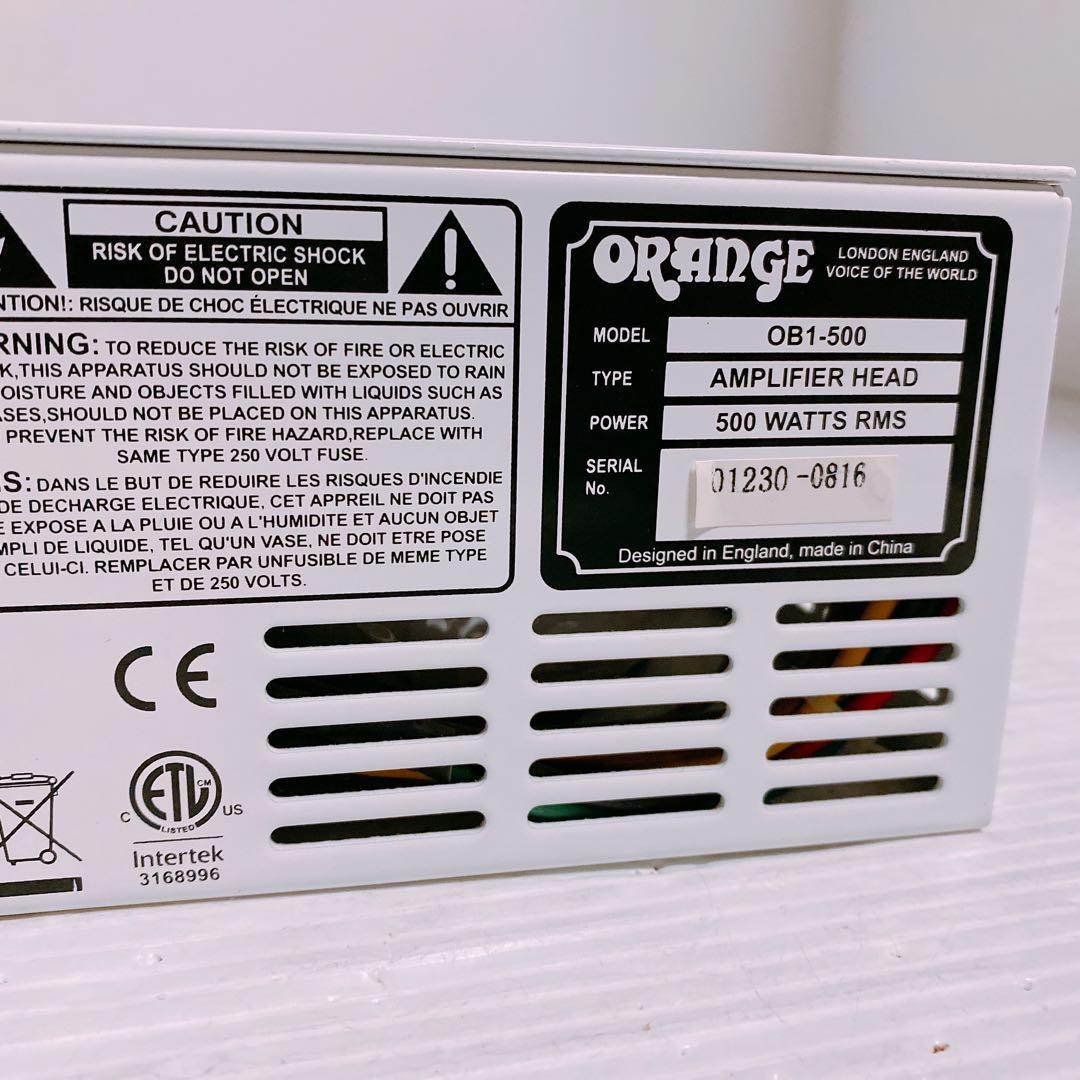 CAUTION
RISK OF ELECTRIC SHOCK
DO NOT OPEN
NTION!: RISQUE DE CHOC ÉLECTRIQUE NE PAS OUVRIR
RNING: TO REDUCE THE RISK OF FIRE OR ELECTRIC
K,THIS APPARATUS SHOULD NOT BE EXPOSED TO RAIN
OISTURE AND OBJECTS FILLED WITH LIQUIDS SUCH AS
ASES,SHOULD NOT BE PLACED ON THIS APPARATUS.
PREVENT THE RISK OF FIRE HAZARD,REPLACE WITH
SAME TYPE 250 VOLT FUSE.
S: DANS LE BUT DE REDUIRE LES RISQUES D'INCENDIE
DE DECHARGE ELECTRIQUE, CET APPREIL NE DOIT PAS
E EXPOSE A LA PLUIE OU A L'HUMIDITE ET AUCUN OBJET
MPLI DE LIQUIDE, TEL QU'UN VASE, NE DOIT ETRE POSE
CELUI-CI. REMPLACER PAR UNFUSIBLE DE MEME TYPE
ET DE 250 VOLTS.
CE
ETL CM
C LISTED US
Intertek
3168996
ORANGE
LONDON ENGLAND
VOICE OF THE WORLD
MODEL OB1-500
TYPE AMPLIFIER HEAD
POWER 500 WATTS RMS
SERIAL No. 01230-0816
Designed in England, made in China